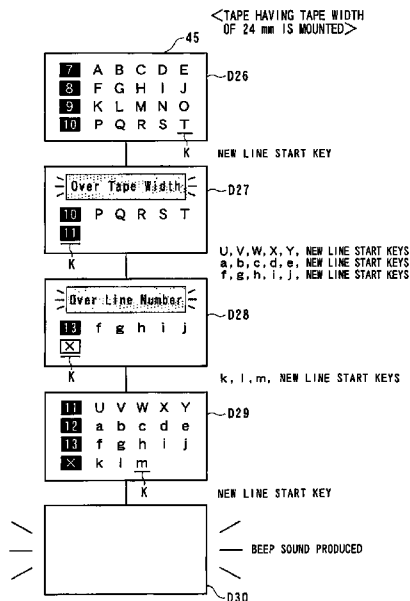 <TAPE HAVING TAPE WIDTH
OF 24 mm IS MOUNTED>
45
7 A B C D E
8 F G H I J
9 K L M N O
10 P Q R S T
D26
K
NEW LINE START KEY
Over Tape Width
D27
10 P Q R S T
11
K
U,V,W,X,Y, NEW LINE START KEYS
a,b,c,d,e, NEW LINE START KEYS
f,g,h,i,j, NEW LINE START KEYS
Over Line Number
D28
13 f g h i j
X
K
k,l,m, NEW LINE START KEYS
11 U V W X Y
12 a b c d e
13 f g h i j
X k l m
D29
K
NEW LINE START KEY
BEEP SOUND PRODUCED
D30